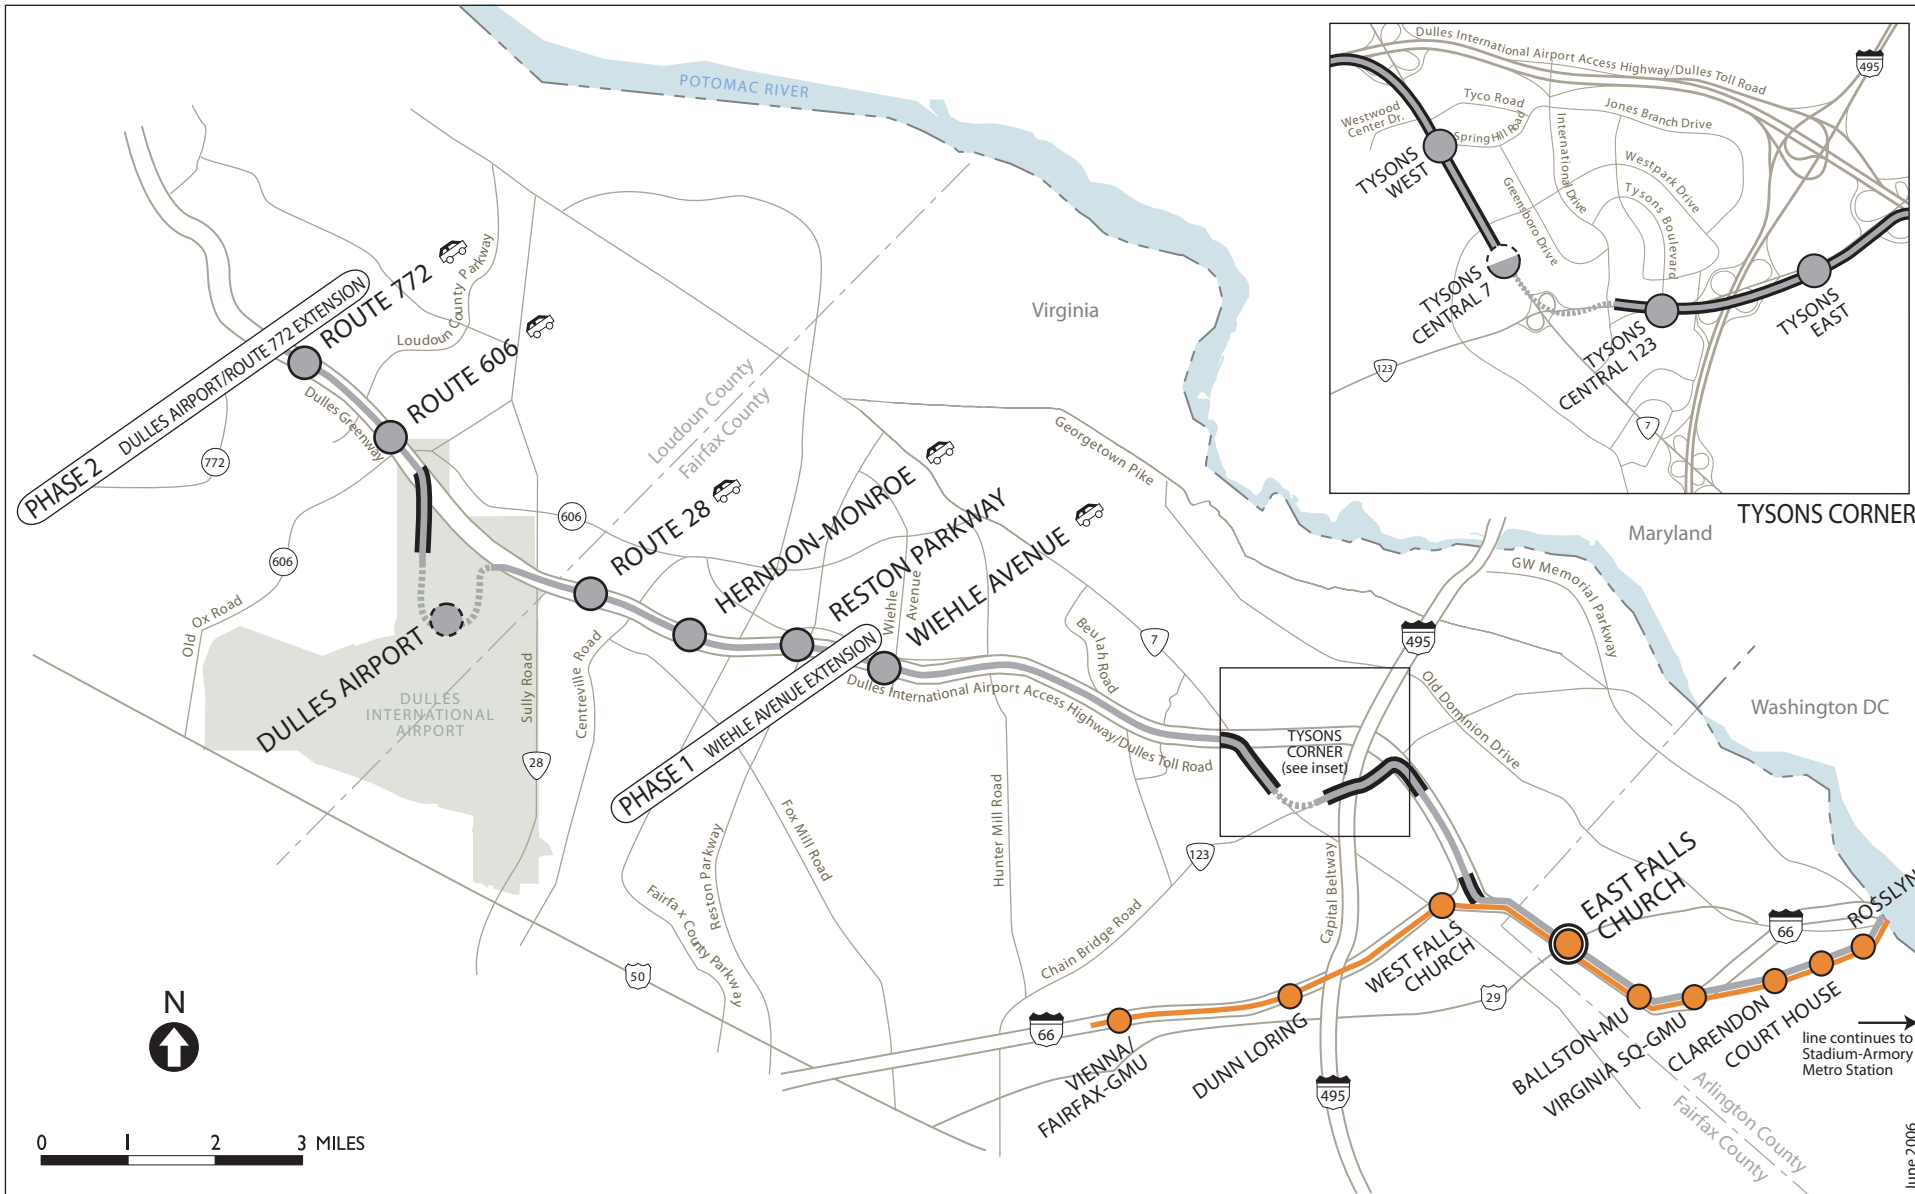 POTOMAC RIVER
Dulles International Airport Access Highway/Dulles Toll Road
495
Westwood
Center Dr.
Tyco Road
Spring Hill Road
International Drive
Jones Branch Drive
Westpark Drive
Tysons Boulevard
Greensboro Drive
TYSONS
WEST
TYSONS
CENTRAL 7
TYSONS
CENTRAL 123
TYSONS
EAST
123
7
TYSONS CORNER
Virginia
Maryland
Washington DC
PHASE 2 DULLES AIRPORT/ROUTE 772 EXTENSION
ROUTE 772
Loudoun County Parkway
ROUTE 606
Dulles Greenway
772
606
606
Old Ox Road
Loudoun County
Fairfax County
ROUTE 28
HERNDON-MONROE
RESTON PARKWAY
WIEHLE AVENUE
Wiehle
Avenue
Georgetown Pike
Beulah Road
7
495
GW Memorial Parkway
Old Dominion Drive
DULLES AIRPORT
DULLES
INTERNATIONAL
AIRPORT
Sully Road
Centreville Road
28
PHASE 1 WIEHLE AVENUE EXTENSION
Dulles International Airport Access Highway/Dulles Toll Road
TYSONS
CORNER
(see inset)
Fox Mill Road
Reston Parkway
Fairfax County Parkway
Hunter Mill Road
123
Chain Bridge Road
Capital Beltway
50
66
29
66
495
EAST FALLS
CHURCH
WEST FALLS
CHURCH
ROSSLYN
VIENNA/
FAIRFAX-GMU
DUNN LORING
BALLSTON-MU
VIRGINIA SQ-GMU
CLARENDON
COURT HOUSE
line continues to
Stadium-Armory
Metro Station
Arlington County
Fairfax County
N
0 1 2 3 MILES
June 2006